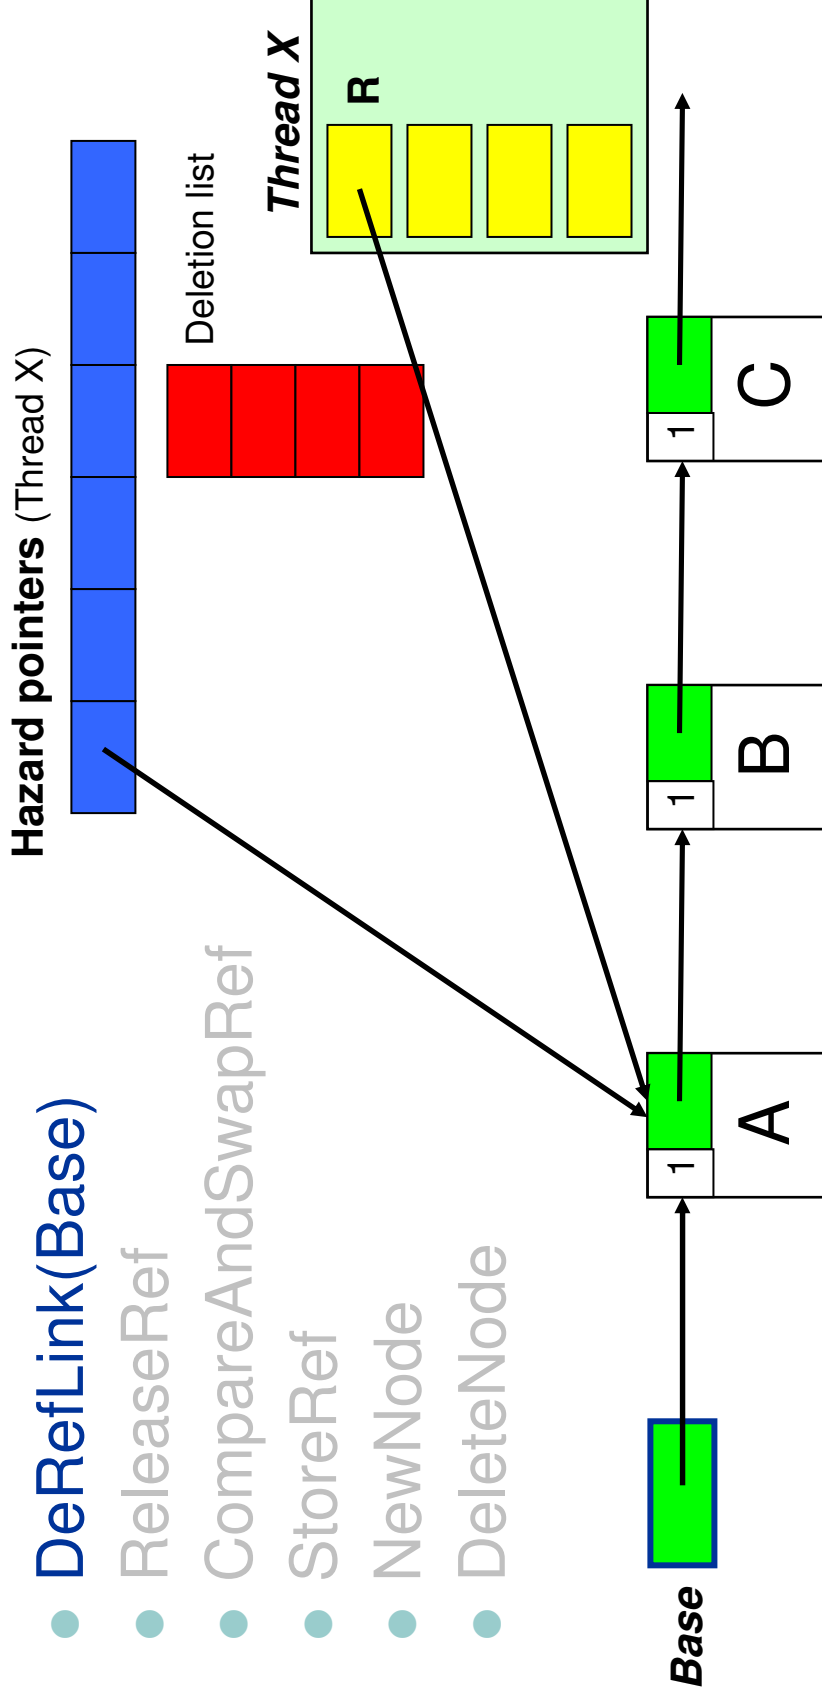 DeRefLink(Base)
ReleaseRef
CompareAndSwapRef
StoreRef
NewNode
DeleteNode
Hazard pointers (Thread X)
Deletion list
Thread X
R
Base
1
A
1
B
1
C